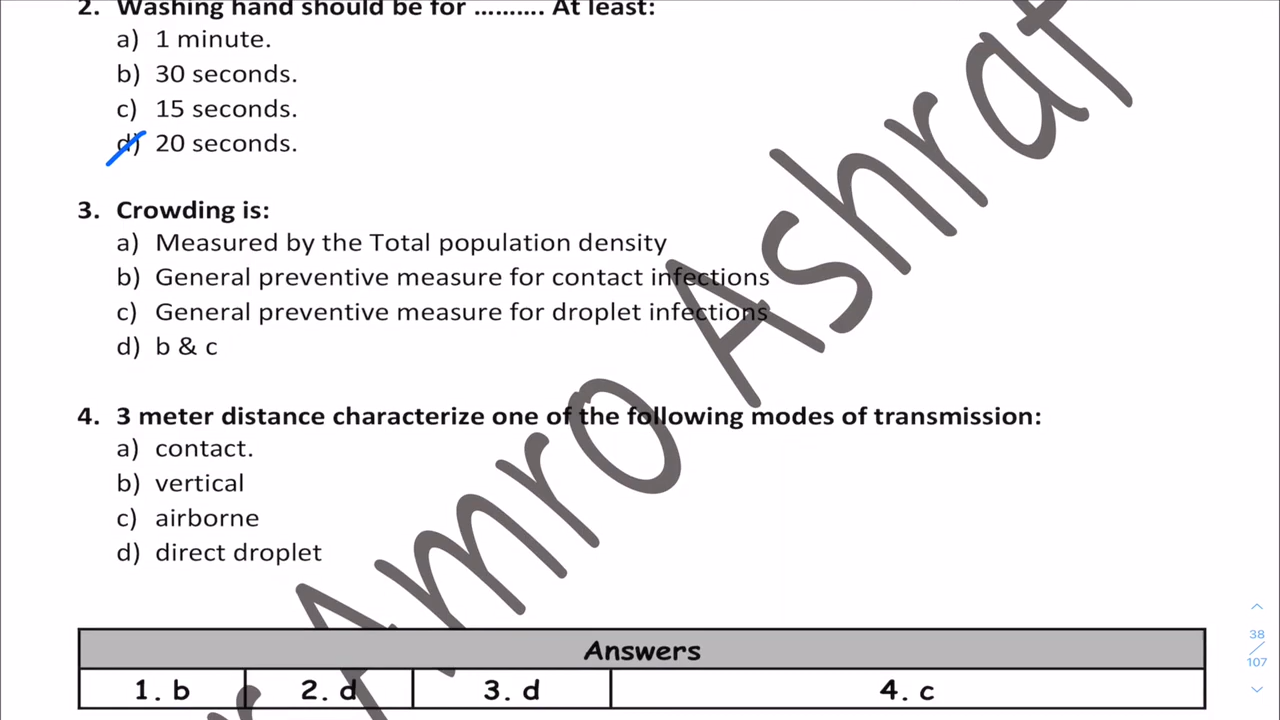 2. Washing hand should be for .......... At least:
a) 1 minute.
b) 30 seconds.
c) 15 seconds.
d) 20 seconds.
3. Crowding is:
a) Measured by the Total population density
b) General preventive measure for contact infections
c) General preventive measure for droplet infections
d) b & c
4. 3 meter distance characterize one of the following modes of transmission:
a) contact.
b) vertical
c) airborne
d) direct droplet
Answers
1. b 2. d 3. d 4. c
Amro Ashraf
38
107